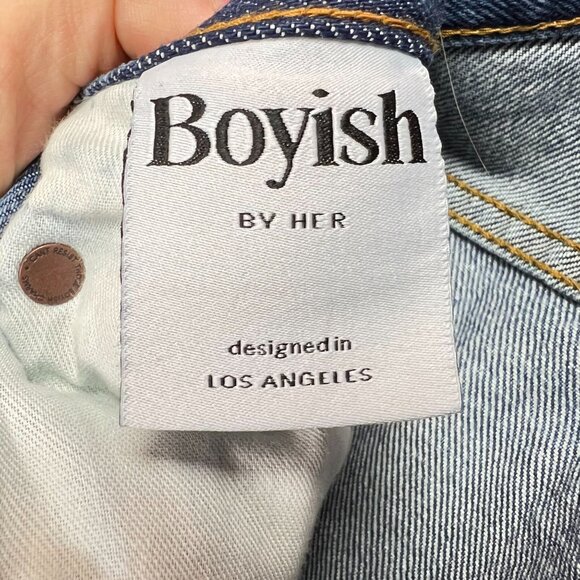 Boyish
BY HER
designed in
LOS ANGELES